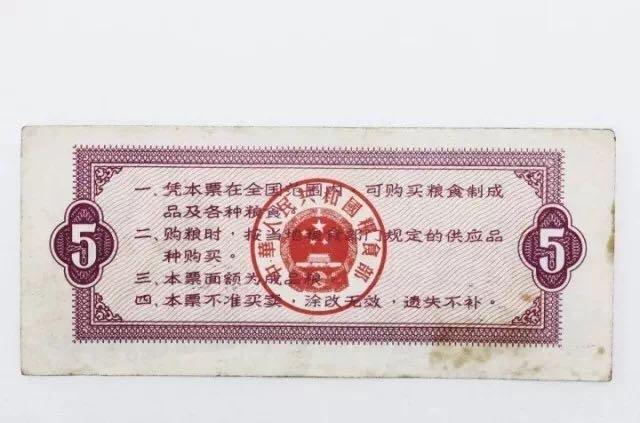 一、凭本票在全国范围内，可购买粮食制成
品及各种粮食。
二、购粮时，按当地粮食部门规定的供应品
种购买。
三、本票面额为成品粮。
四、本票不准买卖，涂改无效，遗失不补。
5
5
中華人民共和國粮食部